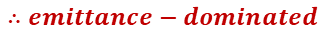 ∴ emittance − dominated